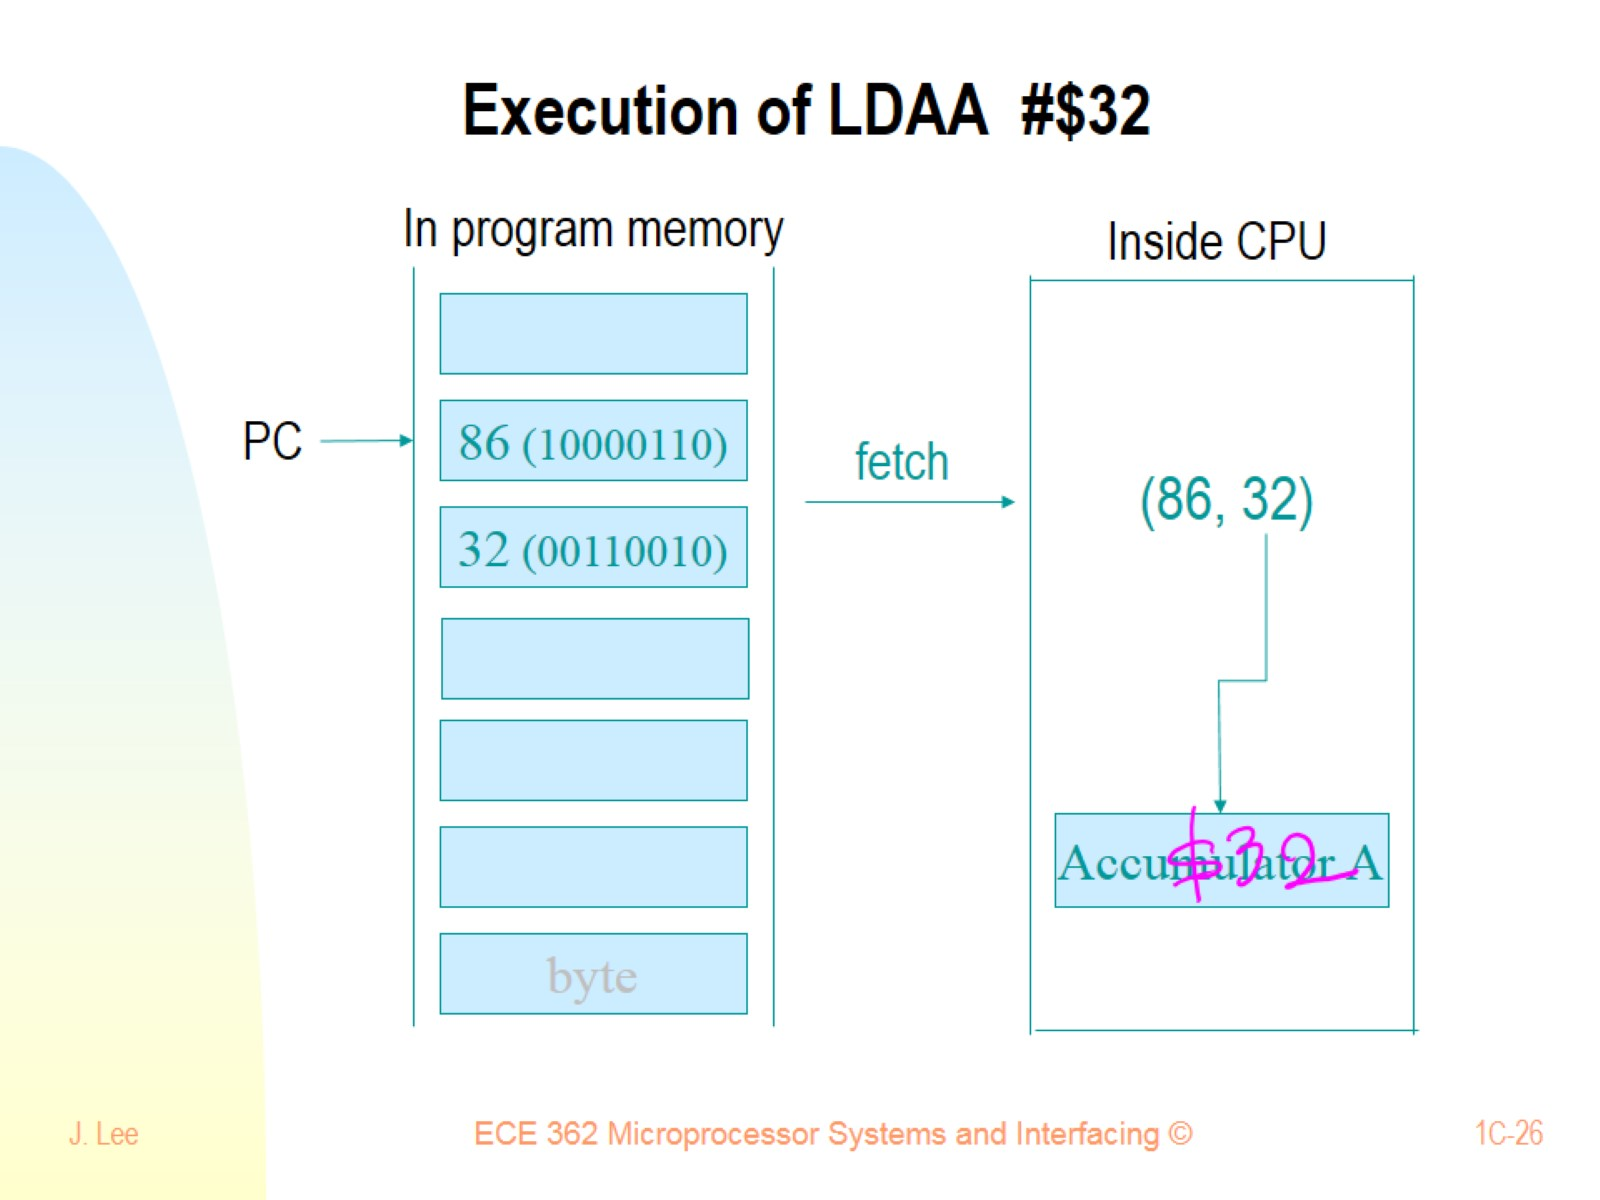 Execution of LDAA #$32
In program memory
Inside CPU
PC
86 (10000110)
fetch
(86, 32)
32 (00110010)
Accumulator A
$32
byte
J. Lee
ECE 362 Microprocessor Systems and Interfacing ©
1C-26